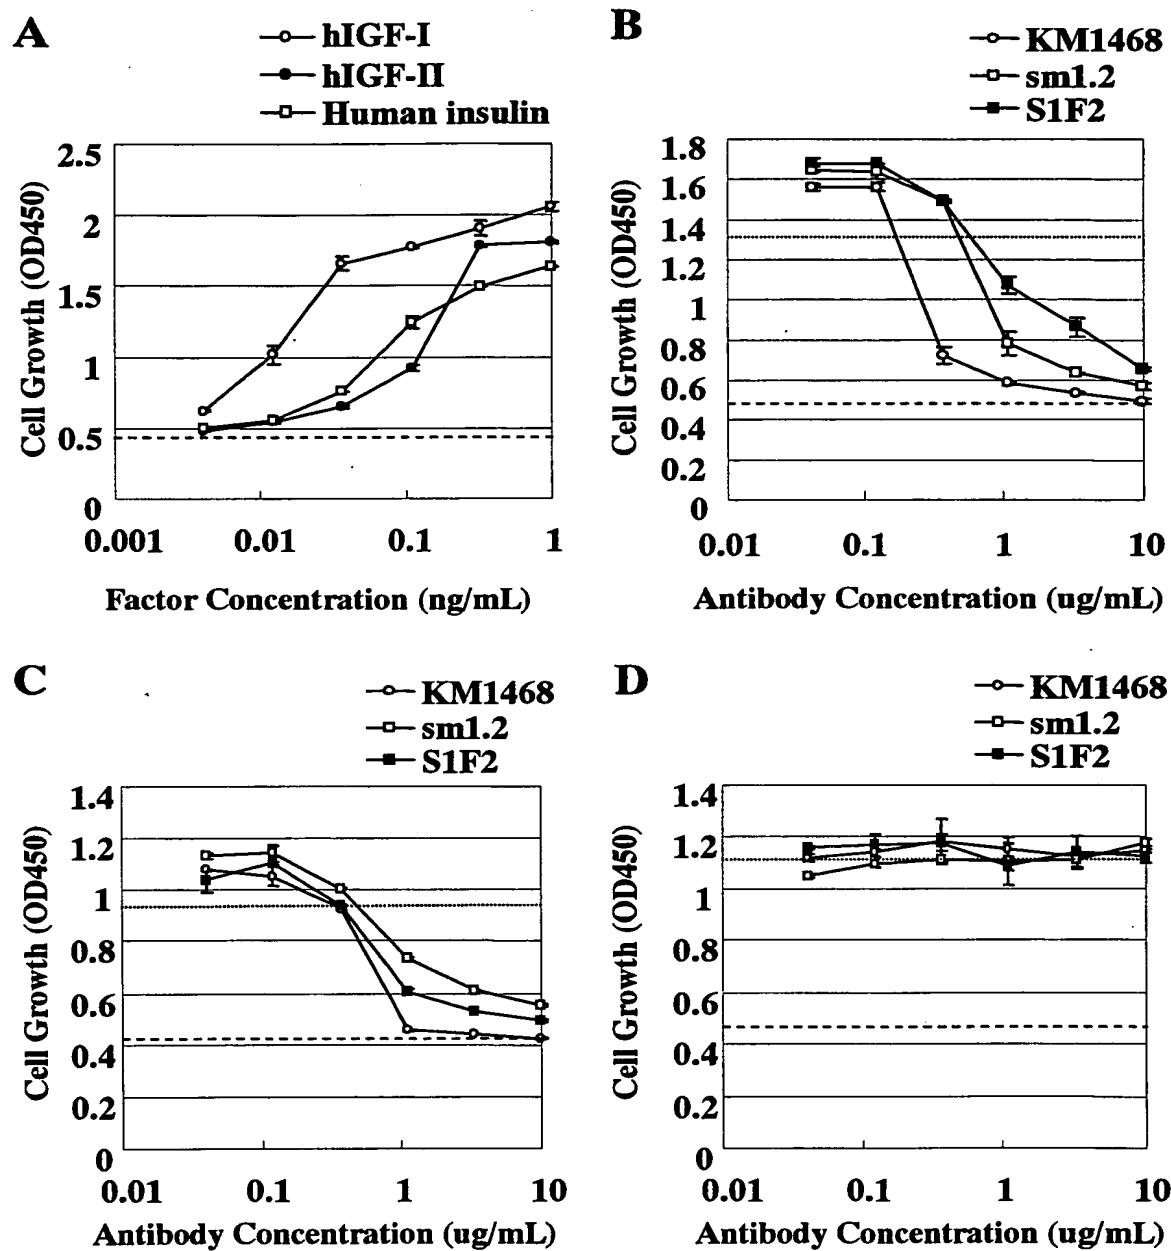 A
hIGF-I
hIGF-II
Human insulin
2.5
2
1.5
1
0.5
0
Cell Growth (OD450)
0.001 0.01 0.1 1
Factor Concentration (ng/mL)
B
KM1468
sm1.2
S1F2
1.8
1.6
1.4
1.2
1
0.8
0.6
0.4
0.2
0
Cell Growth (OD450)
0.01 0.1 1 10
Antibody Concentration (ug/mL)
C
KM1468
sm1.2
S1F2
1.4
1.2
1
0.8
0.6
0.4
0.2
0
Cell Growth (OD450)
0.01 0.1 1 10
Antibody Concentration (ug/mL)
D
KM1468
sm1.2
S1F2
1.4
1.2
1
0.8
0.6
0.4
0.2
0
Cell Growth (OD450)
0.01 0.1 1 10
Antibody Concentration (ug/mL)